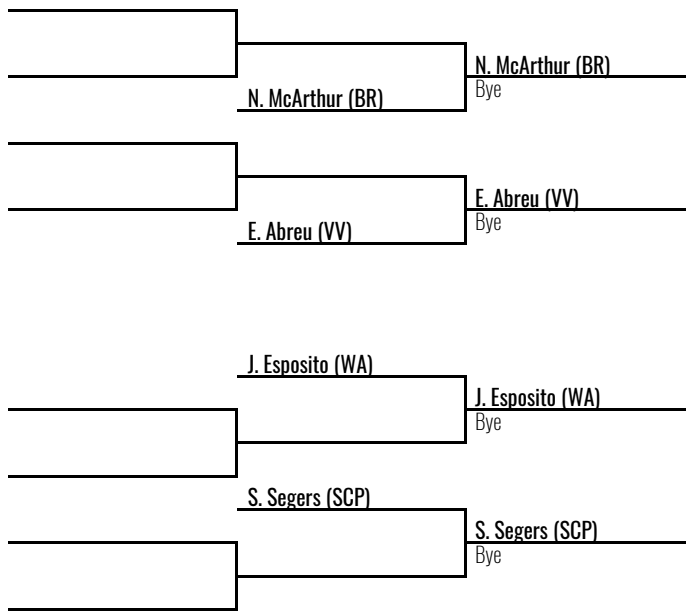 N. McArthur (BR)
N. McArthur (BR)
Bye
E. Abreu (VV)
E. Abreu (VV)
Bye
J. Esposito (WA)
J. Esposito (WA)
Bye
S. Segers (SCP)
S. Segers (SCP)
Bye